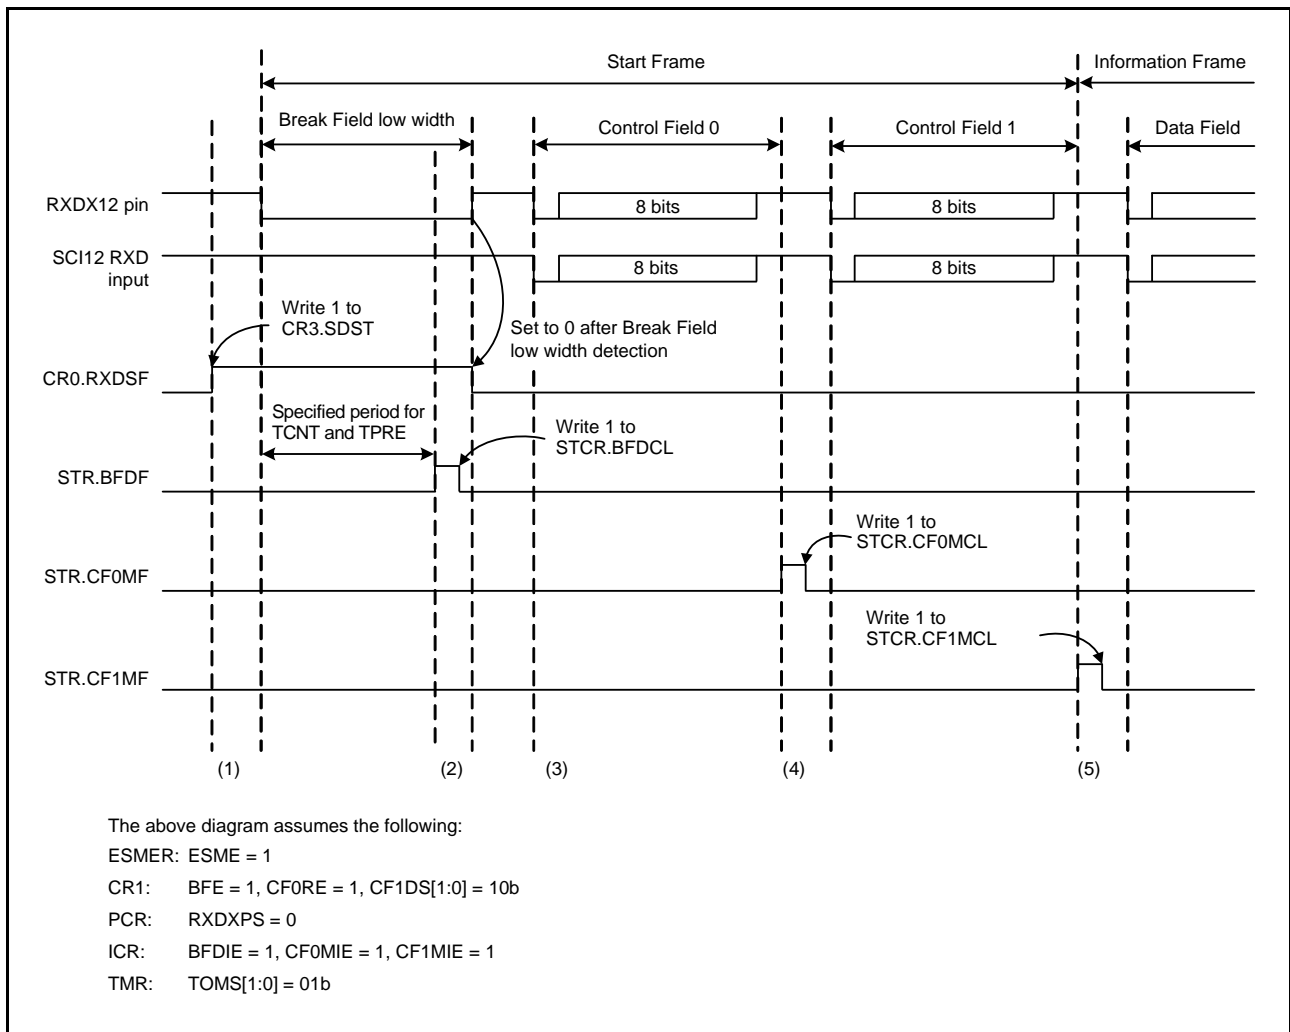 Start Frame
Information Frame
Break Field low width
Control Field 0
Control Field 1
Data Field
RXDX12 pin
8 bits
8 bits
SCI12 RXD
input
8 bits
8 bits
Write 1 to
CR3.SDST
Set to 0 after Break Field
low width detection
CR0.RXDSF
Specified period for
TCNT and TPRE
Write 1 to
STCR.BFDCL
STR.BFDF
Write 1 to
STCR.CF0MCL
STR.CF0MF
Write 1 to
STCR.CF1MCL
STR.CF1MF
(1)
(2)
(3)
(4)
(5)
The above diagram assumes the following:
ESMER: ESME = 1
CR1: BFE = 1, CF0RE = 1, CF1DS[1:0] = 10b
PCR: RXDXPS = 0
ICR: BFDIE = 1, CF0MIE = 1, CF1MIE = 1
TMR: TOMS[1:0] = 01b